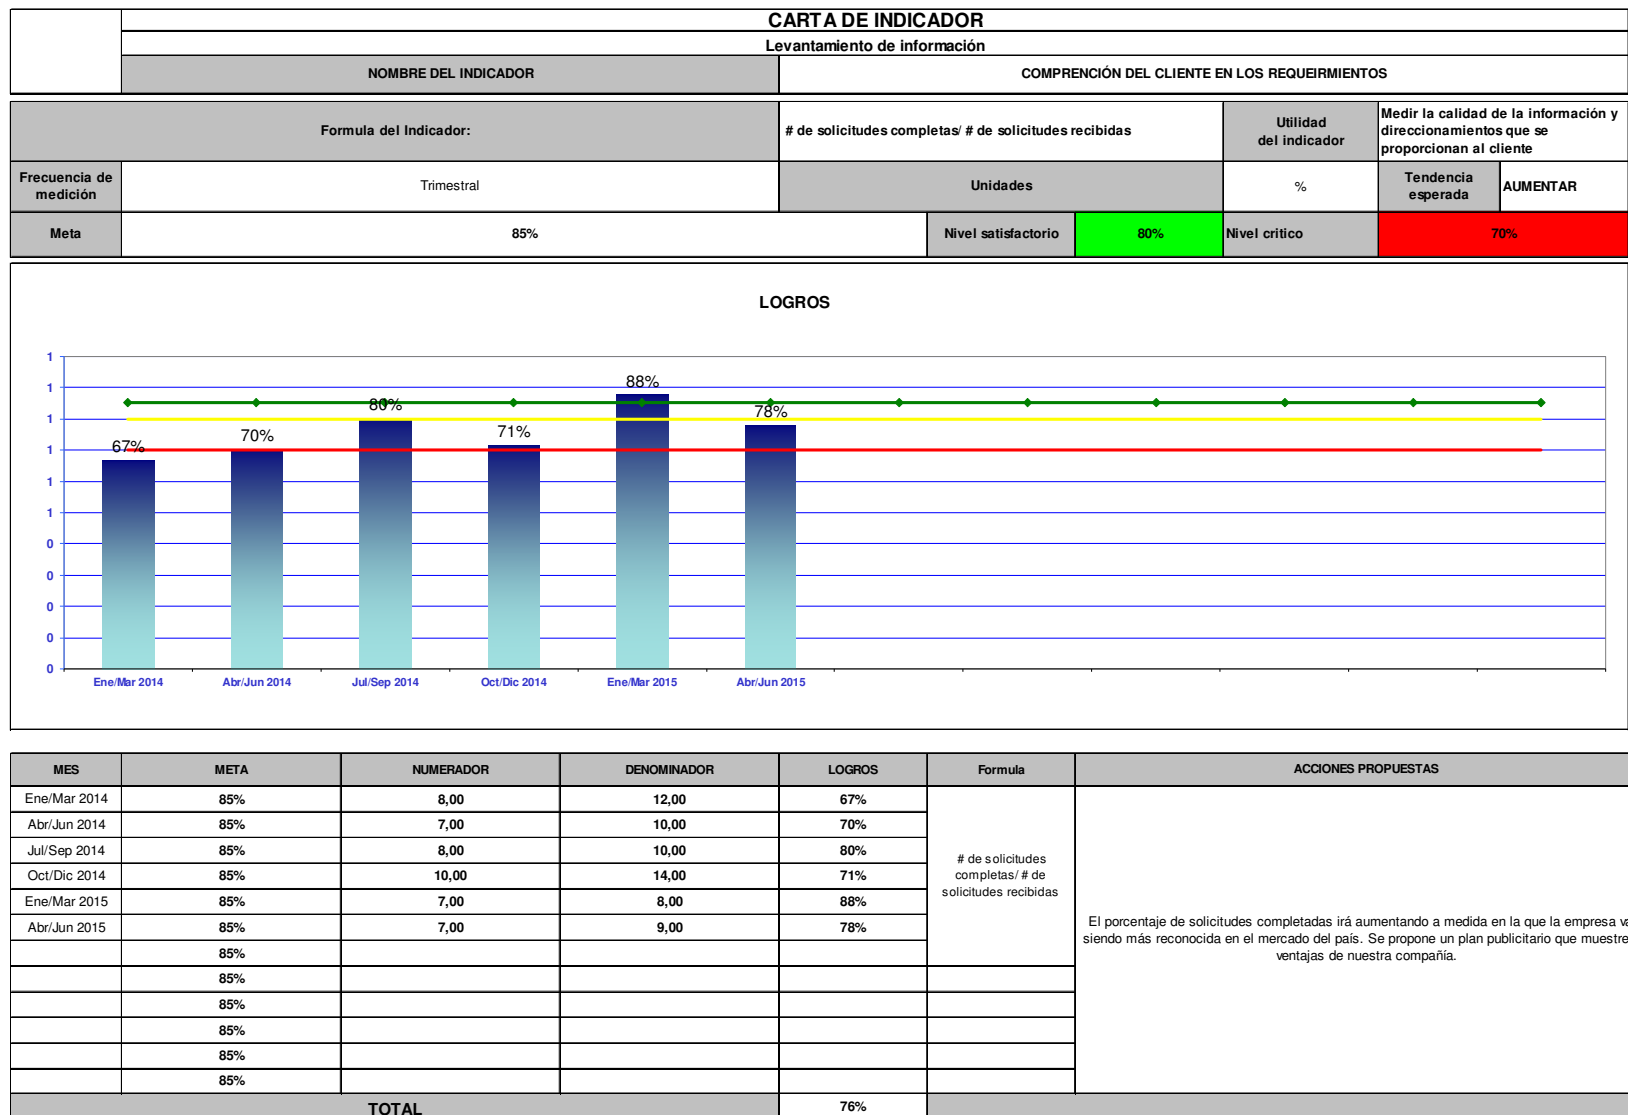 CARTA DE INDICADOR
Levantamiento de información
NOMBRE DEL INDICADOR
COMPRENCIÓN DEL CLIENTE EN LOS REQUEIRMIENTOS
Formula del Indicador:
# de solicitudes completas/ # de solicitudes recibidas
Utilidad
del indicador
Medir la calidad de la información y
direccionamientos que se
proporcionan al cliente
Frecuencia de
medición
Trimestral
Unidades
%
Tendencia
esperada
AUMENTAR
Meta
85%
Nivel satisfactorio
80%
Nivel critico
70%
LOGROS
1
1
1
1
1
1
0
0
0
0
0
67%
70%
80%
71%
88%
78%
Ene/Mar 2014
Abr/Jun 2014
Jul/Sep 2014
Oct/Dic 2014
Ene/Mar 2015
Abr/Jun 2015
MES META NUMERADOR DENOMINADOR LOGROS Formula ACCIONES PROPUESTAS
Ene/Mar 2014 85% 8,00 12,00 67%
Abr/Jun 2014 85% 7,00 10,00 70%
Jul/Sep 2014 85% 8,00 10,00 80%
Oct/Dic 2014 85% 10,00 14,00 71%
Ene/Mar 2015 85% 7,00 8,00 88%
Abr/Jun 2015 85% 7,00 9,00 78%
85%
85%
85%
85%
85%
85%
# de solicitudes
completas/ # de
solicitudes recibidas
El porcentaje de solicitudes completadas irá aumentando a medida en la que la empresa va
siendo más reconocida en el mercado del país. Se propone un plan publicitario que muestre
ventajas de nuestra compañía.
TOTAL 76%